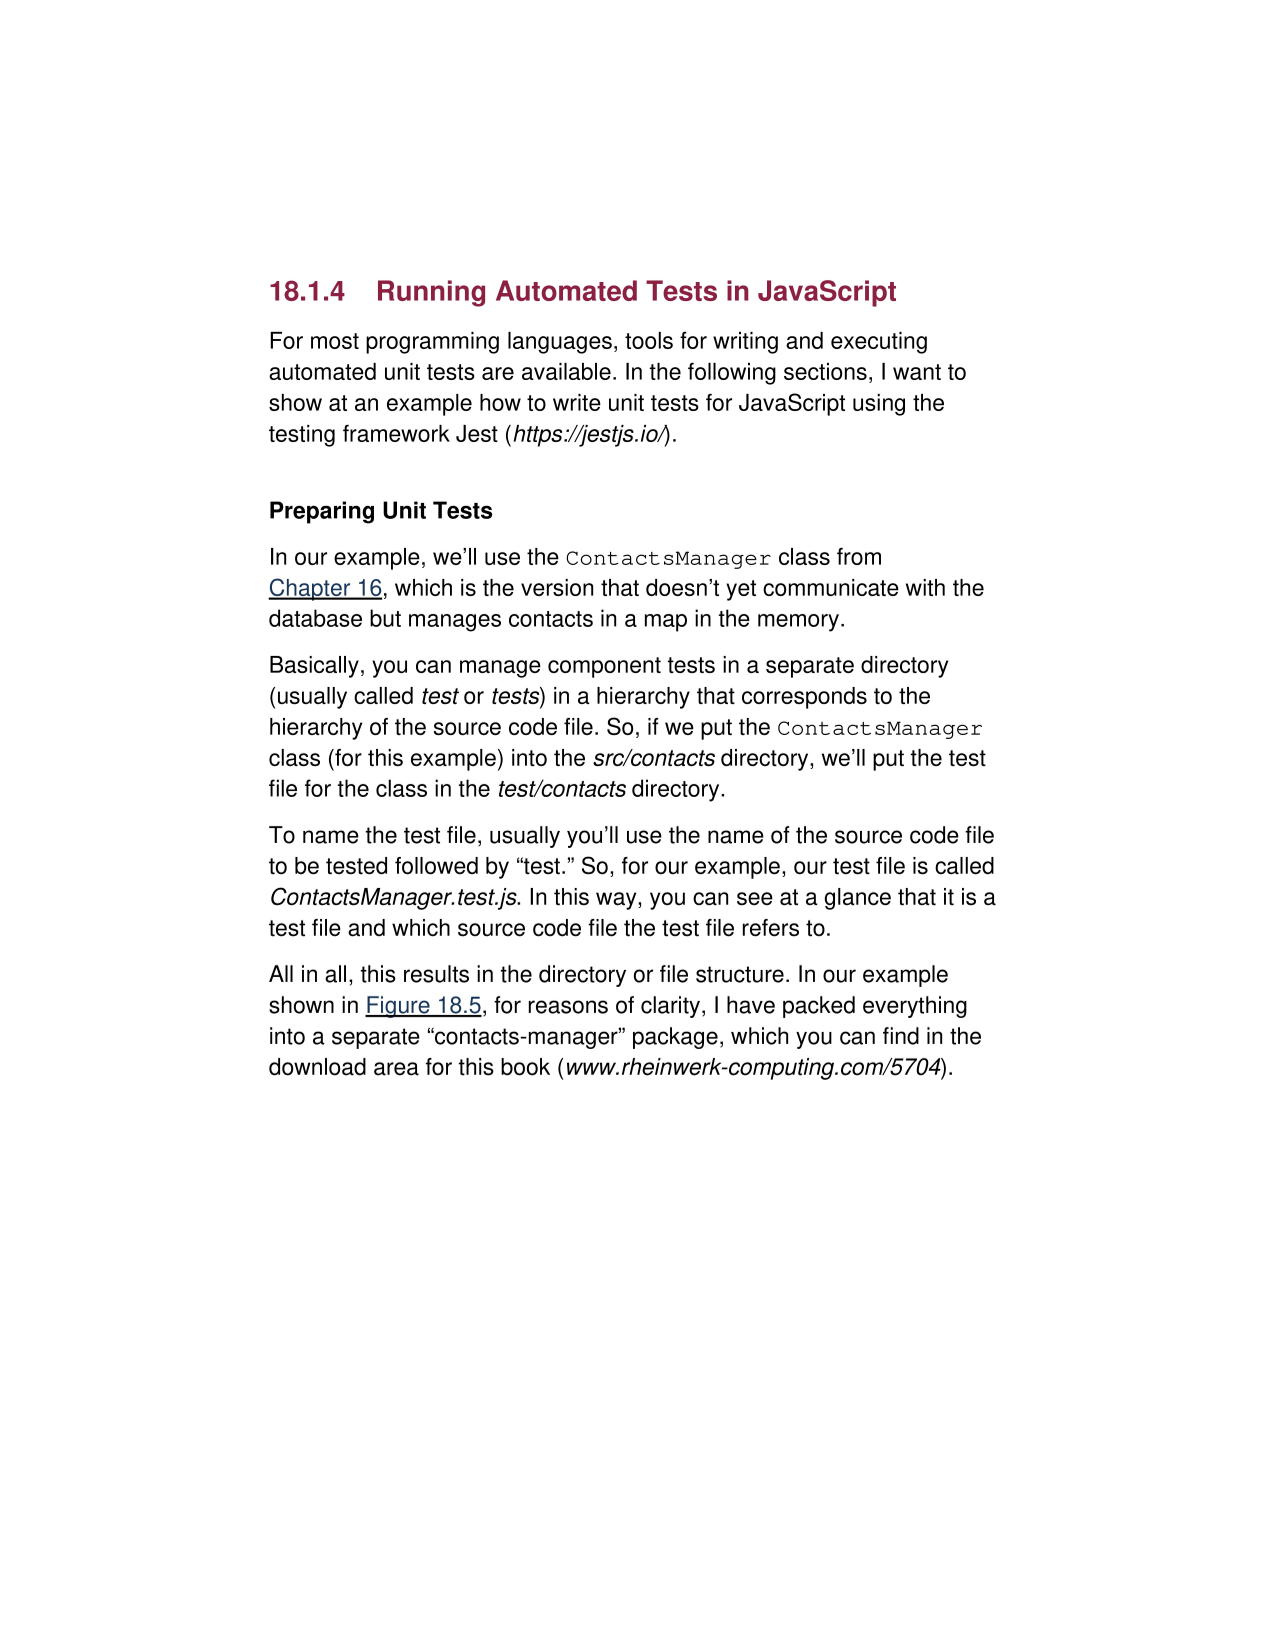 18.1.4 Running Automated Tests in JavaScript
For most programming languages, tools for writing and executing
automated unit tests are available. In the following sections, I want to
show at an example how to write unit tests for JavaScript using the
testing framework Jest (https://jestjs.io/).
Preparing Unit Tests
In our example, we’ll use the ContactsManager class from
Chapter 16, which is the version that doesn’t yet communicate with the
database but manages contacts in a map in the memory.
Basically, you can manage component tests in a separate directory
(usually called test or tests) in a hierarchy that corresponds to the
hierarchy of the source code file. So, if we put the ContactsManager
class (for this example) into the src/contacts directory, we’ll put the test
file for the class in the test/contacts directory.
To name the test file, usually you’ll use the name of the source code file
to be tested followed by “test.” So, for our example, our test file is called
ContactsManager.test.js. In this way, you can see at a glance that it is a
test file and which source code file the test file refers to.
All in all, this results in the directory or file structure. In our example
shown in Figure 18.5, for reasons of clarity, I have packed everything
into a separate “contacts-manager” package, which you can find in the
download area for this book (www.rheinwerk-computing.com/5704).